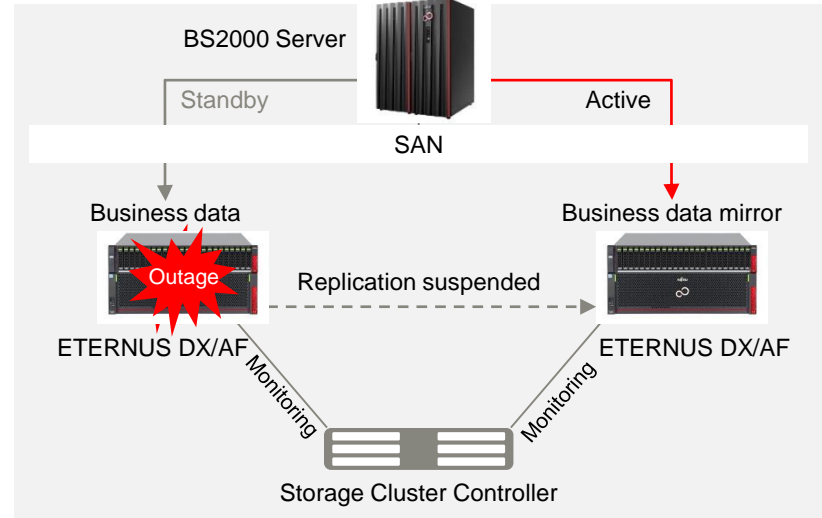 BS2000 Server
Standby
Active
SAN
Business data
Business data mirror
Outage
Replication suspended
ETERNUS DX/AF
ETERNUS DX/AF
Monitoring
Monitoring
Storage Cluster Controller